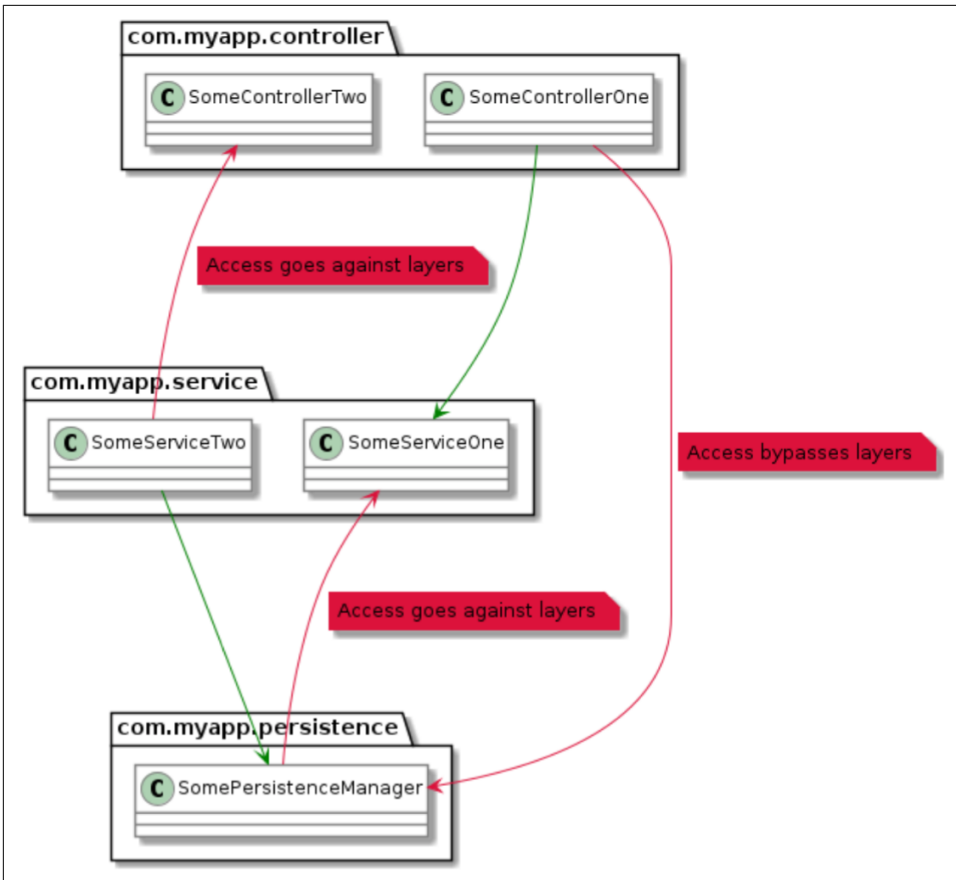 com.myapp.controller
C SomeControllerTwo
C SomeControllerOne
Access goes against layers
com.myapp.service
C SomeServiceTwo
C SomeServiceOne
Access bypasses layers
Access goes against layers
com.myapp.persistence
C SomePersistenceManager